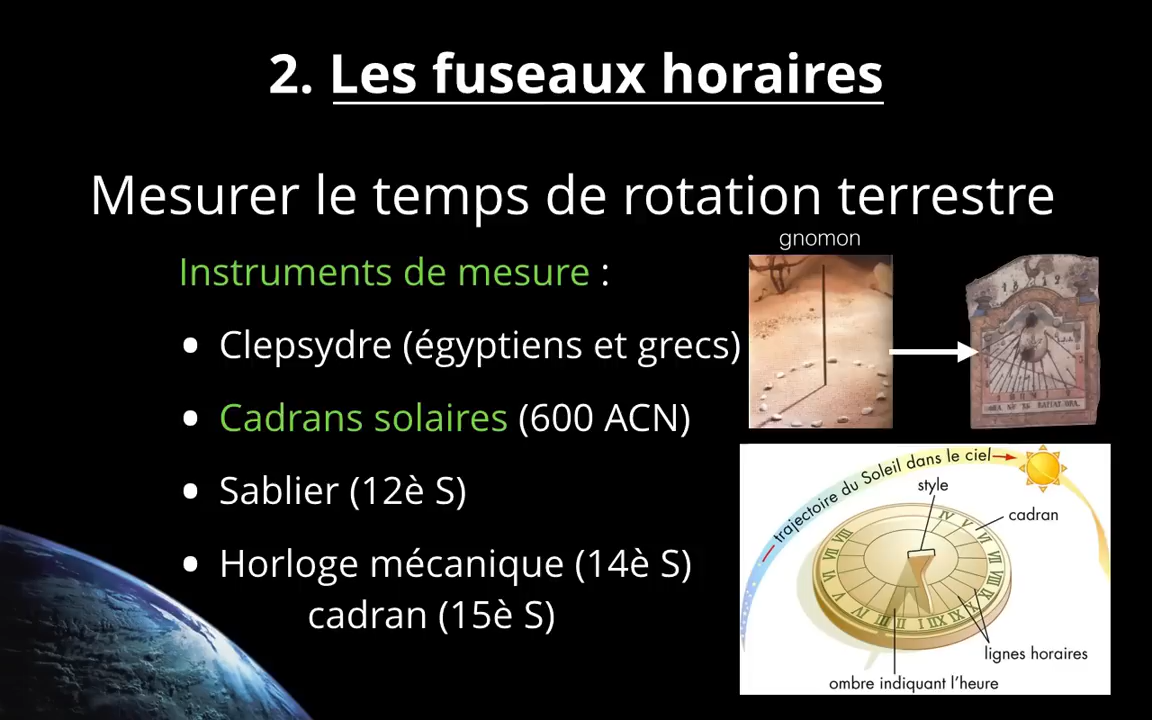 2. Les fuseaux horaires
Mesurer le temps de rotation terrestre
gnomon
Instruments de mesure :
• Clepsydre (égyptiens et grecs)
• Cadrans solaires (600 ACN)
• Sablier (12è S)
• Horloge mécanique (14è S)
cadran (15è S)
trajectoire du Soleil dans le ciel
style
cadran
lignes horaires
ombre indiquant l'heure